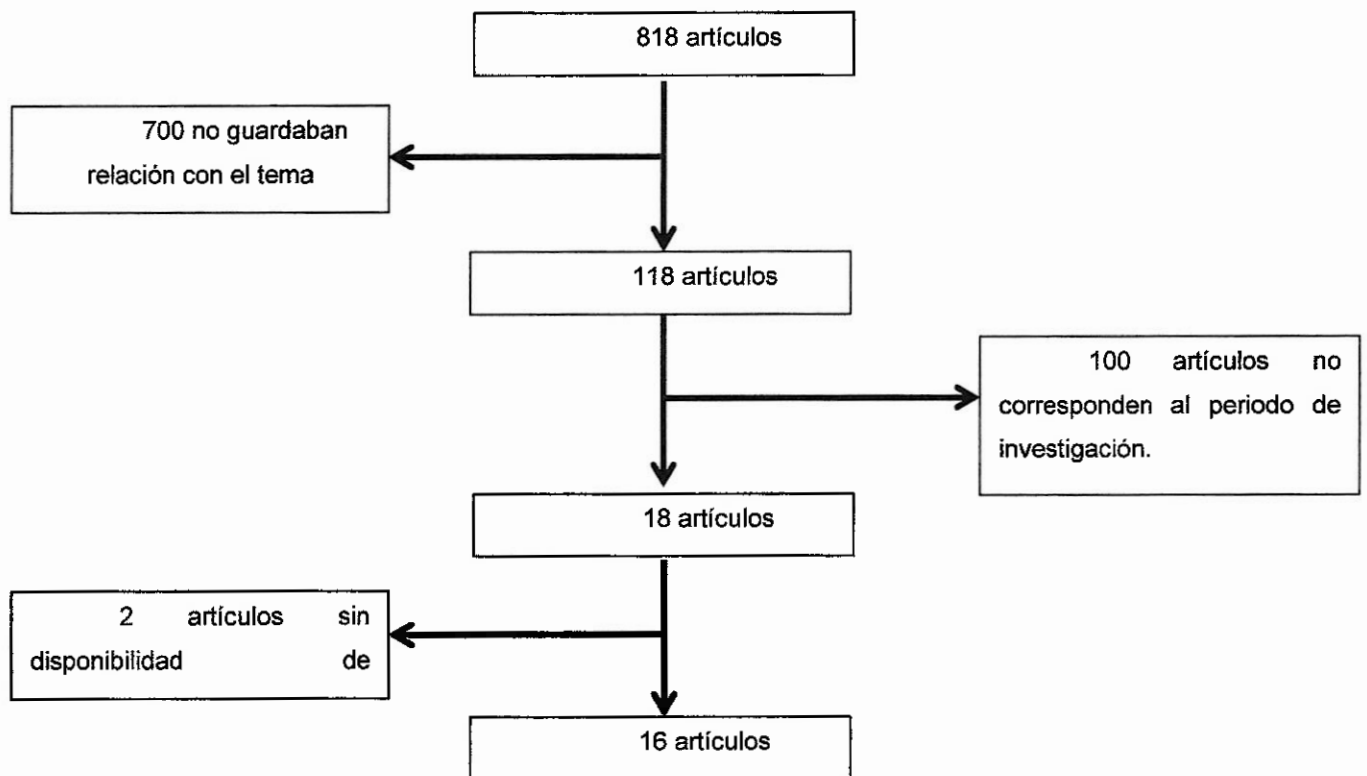 818 artículos
700 no guardaban
relación con el tema
118 artículos
100 artículos no
corresponden al periodo de
investigación.
18 artículos
2 artículos sin
disponibilidad de
16 artículos